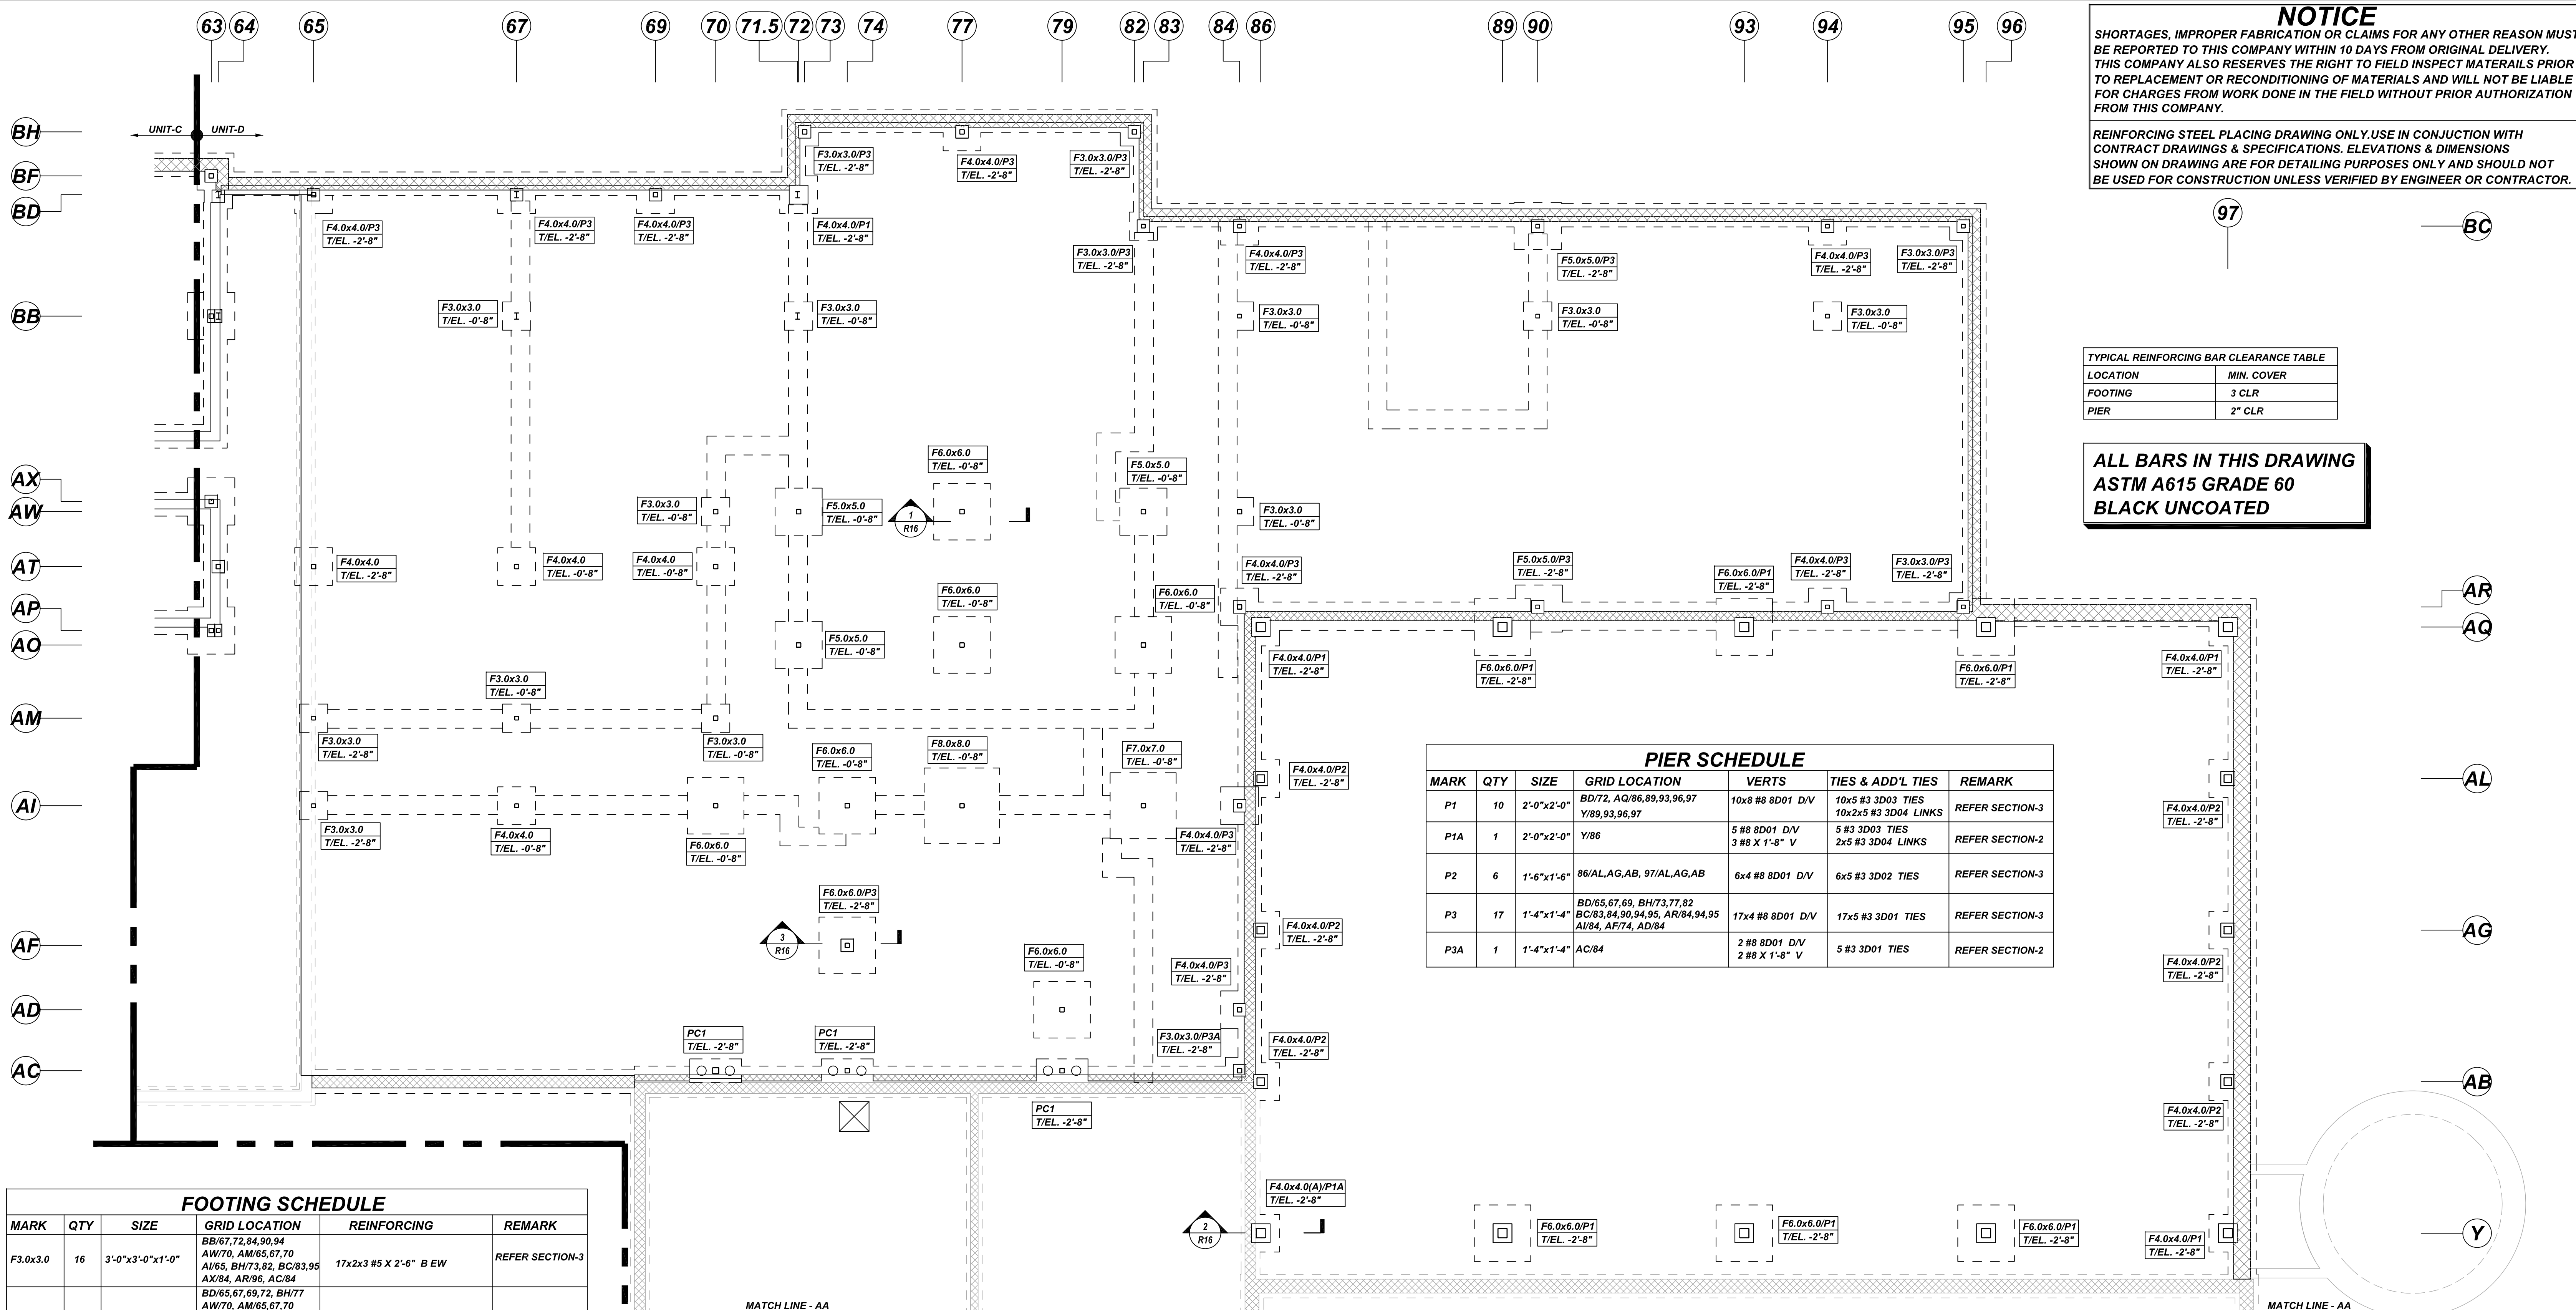 63 64 65 67 69 70 71.5 72 73 74 77 79 82 83 84 86 89 90 93 94 95 96
NOTICE
SHORTAGES, IMPROPER FABRICATION OR CLAIMS FOR ANY OTHER REASON MUST
BE REPORTED TO THIS COMPANY WITHIN 10 DAYS FROM ORIGINAL DELIVERY.
THIS COMPANY ALSO RESERVES THE RIGHT TO FIELD INSPECT MATERAILS PRIOR
TO REPLACEMENT OR RECONDITIONING OF MATERIALS AND WILL NOT BE LIABLE
FOR CHARGES FROM WORK DONE IN THE FIELD WITHOUT PRIOR AUTHORIZATION
FROM THIS COMPANY.
REINFORCING STEEL PLACING DRAWING ONLY.USE IN CONJUCTION WITH
CONTRACT DRAWINGS & SPECIFICATIONS. ELEVATIONS & DIMENSIONS
SHOWN ON DRAWING ARE FOR DETAILING PURPOSES ONLY AND SHOULD NOT
BE USED FOR CONSTRUCTION UNLESS VERIFIED BY ENGINEER OR CONTRACTOR.
97
BC
BH
BF
BD
BB
AX
AW
AT
AP
AO
AM
AI
AF
AD
AC
UNIT-C UNIT-D
F3.0x3.0/P3
T/EL. -2'-8"
F4.0x4.0/P3
T/EL. -2'-8"
F3.0x3.0/P3
T/EL. -2'-8"
F4.0x4.0/P3
T/EL. -2'-8"
F4.0x4.0/P3
T/EL. -2'-8"
F4.0x4.0/P3
T/EL. -2'-8"
F4.0x4.0/P1
T/EL. -2'-8"
F3.0x3.0/P3
T/EL. -2'-8"
F4.0x4.0/P3
T/EL. -2'-8"
F5.0x5.0/P3
T/EL. -2'-8"
F4.0x4.0/P3
T/EL. -2'-8"
F3.0x3.0/P3
T/EL. -2'-8"
F3.0x3.0
T/EL. -0'-8"
F3.0x3.0
T/EL. -0'-8"
F3.0x3.0
T/EL. -0'-8"
F3.0x3.0
T/EL. -0'-8"
F3.0x3.0
T/EL. -0'-8"
TYPICAL REINFORCING BAR CLEARANCE TABLE
LOCATION MIN. COVER
FOOTING 3 CLR
PIER 2" CLR
ALL BARS IN THIS DRAWING
ASTM A615 GRADE 60
BLACK UNCOATED
F6.0x6.0
T/EL. -0'-8"
F5.0x5.0
T/EL. -0'-8"
F3.0x3.0
T/EL. -0'-8"
F5.0x5.0
T/EL. -0'-8"
1
R16
F3.0x3.0
T/EL. -0'-8"
F4.0x4.0
T/EL. -2'-8"
F4.0x4.0
T/EL. -0'-8"
F4.0x4.0
T/EL. -0'-8"
F4.0x4.0/P3
T/EL. -2'-8"
F5.0x5.0/P3
T/EL. -2'-8"
F6.0x6.0/P1
T/EL. -2'-8"
F4.0x4.0/P3
T/EL. -2'-8"
F3.0x3.0/P3
T/EL. -2'-8"
F6.0x6.0
T/EL. -0'-8"
F6.0x6.0
T/EL. -0'-8"
F5.0x5.0
T/EL. -0'-8"
AR
AQ
F4.0x4.0/P1
T/EL. -2'-8"
F6.0x6.0/P1
T/EL. -2'-8"
F6.0x6.0/P1
T/EL. -2'-8"
F4.0x4.0/P1
T/EL. -2'-8"
F3.0x3.0
T/EL. -0'-8"
F3.0x3.0
T/EL. -2'-8"
F3.0x3.0
T/EL. -0'-8"
F6.0x6.0
T/EL. -0'-8"
F8.0x8.0
T/EL. -0'-8"
F7.0x7.0
T/EL. -0'-8"
F4.0x4.0/P2
T/EL. -2'-8"
AL
F3.0x3.0
T/EL. -2'-8"
F4.0x4.0
T/EL. -0'-8"
F6.0x6.0
T/EL. -0'-8"
F4.0x4.0/P3
T/EL. -2'-8"
F4.0x4.0/P2
T/EL. -2'-8"
PIER SCHEDULE
MARK QTY SIZE GRID LOCATION VERTS TIES & ADD'L TIES REMARK
P1 10 2'-0"x2'-0" BD/72, AQ/86,89,93,96,97 10x8 #8 8D01 D/V 10x5 #3 3D03 TIES REFER SECTION-3
Y/89,93,96,97 10x2x5 #3 3D04 LINKS
P1A 1 2'-0"x2'-0" Y/86 5 #8 8D01 D/V 5 #3 3D03 TIES REFER SECTION-2
3 #8 X 1'-8" V 2x5 #3 3D04 LINKS
P2 6 1'-6"x1'-6" 86/AL,AG,AB, 97/AL,AG,AB 6x4 #8 8D01 D/V 6x5 #3 3D02 TIES REFER SECTION-3
P3 17 1'-4"x1'-4" BD/65,67,69, BH/73,77,82 17x4 #8 8D01 D/V 17x5 #3 3D01 TIES REFER SECTION-3
BC/83,84,90,94,95, AR/84,94,95
AI/84, AF/74, AD/84
P3A 1 1'-4"x1'-4" AC/84 2 #8 8D01 D/V 5 #3 3D01 TIES REFER SECTION-2
2 #8 X 1'-8" V
F6.0x6.0/P3
T/EL. -2'-8"
3
R16
F4.0x4.0/P2
T/EL. -2'-8"
AG
F6.0x6.0
T/EL. -0'-8"
F4.0x4.0/P3
T/EL. -2'-8"
F4.0x4.0/P2
T/EL. -2'-8"
PC1
T/EL. -2'-8"
PC1
T/EL. -2'-8"
F3.0x3.0/P3A
T/EL. -2'-8"
F4.0x4.0/P2
T/EL. -2'-8"
AB
PC1
T/EL. -2'-8"
F4.0x4.0/P2
T/EL. -2'-8"
F4.0x4.0(A)/P1A
T/EL. -2'-8"
2
R16
F6.0x6.0/P1
T/EL. -2'-8"
F6.0x6.0/P1
T/EL. -2'-8"
F6.0x6.0/P1
T/EL. -2'-8"
F4.0x4.0/P1
T/EL. -2'-8"
Y
FOOTING SCHEDULE
MARK QTY SIZE GRID LOCATION REINFORCING REMARK
F3.0x3.0 16 3'-0"x3'-0"x1'-0" BB/67,72,84,90,94 17x2x3 #5 X 2'-6" B EW REFER SECTION-3
AW/70, AM/65,67,70
AI/65, BH/73,82, BC/83,95
AX/84, AR/96, AC/84
BD/65,67,69,72, BH/77
AW/70, AM/65,67,70
MATCH LINE - AA
MATCH LINE - AA